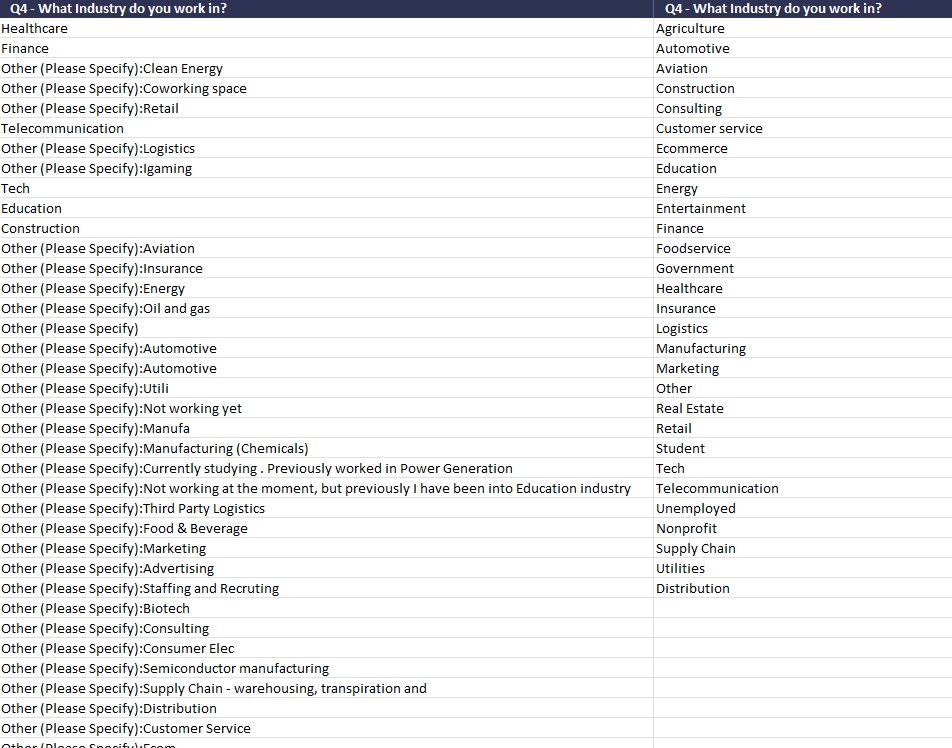 Q4 - What Industry do you work in?
Healthcare
Finance
Other (Please Specify):Clean Energy
Other (Please Specify):Coworking space
Other (Please Specify):Retail
Telecommunication
Other (Please Specify):Logistics
Other (Please Specify):Igaming
Tech
Education
Construction
Other (Please Specify):Aviation
Other (Please Specify):Insurance
Other (Please Specify):Energy
Other (Please Specify):Oil and gas
Other (Please Specify)
Other (Please Specify):Automotive
Other (Please Specify):Automotive
Other (Please Specify):Utili
Other (Please Specify):Not working yet
Other (Please Specify):Manufa
Other (Please Specify):Manufacturing (Chemicals)
Other (Please Specify):Currently studying . Previously worked in Power Generation
Other (Please Specify):Not working at the moment, but previously I have been into Education industry
Other (Please Specify):Third Party Logistics
Other (Please Specify):Food & Beverage
Other (Please Specify):Marketing
Other (Please Specify):Advertising
Other (Please Specify):Staffing and Recruting
Other (Please Specify):Biotech
Other (Please Specify):Consulting
Other (Please Specify):Consumer Elec
Other (Please Specify):Semiconductor manufacturing
Other (Please Specify):Supply Chain - warehousing, transpiration and
Other (Please Specify):Distribution
Other (Please Specify):Customer Service
Other (Please Specify):Ecom
Q4 - What Industry do you work in?
Agriculture
Automotive
Aviation
Construction
Consulting
Customer service
Ecommerce
Education
Energy
Entertainment
Finance
Foodservice
Government
Healthcare
Insurance
Logistics
Manufacturing
Marketing
Other
Real Estate
Retail
Student
Tech
Telecommunication
Unemployed
Nonprofit
Supply Chain
Utilities
Distribution